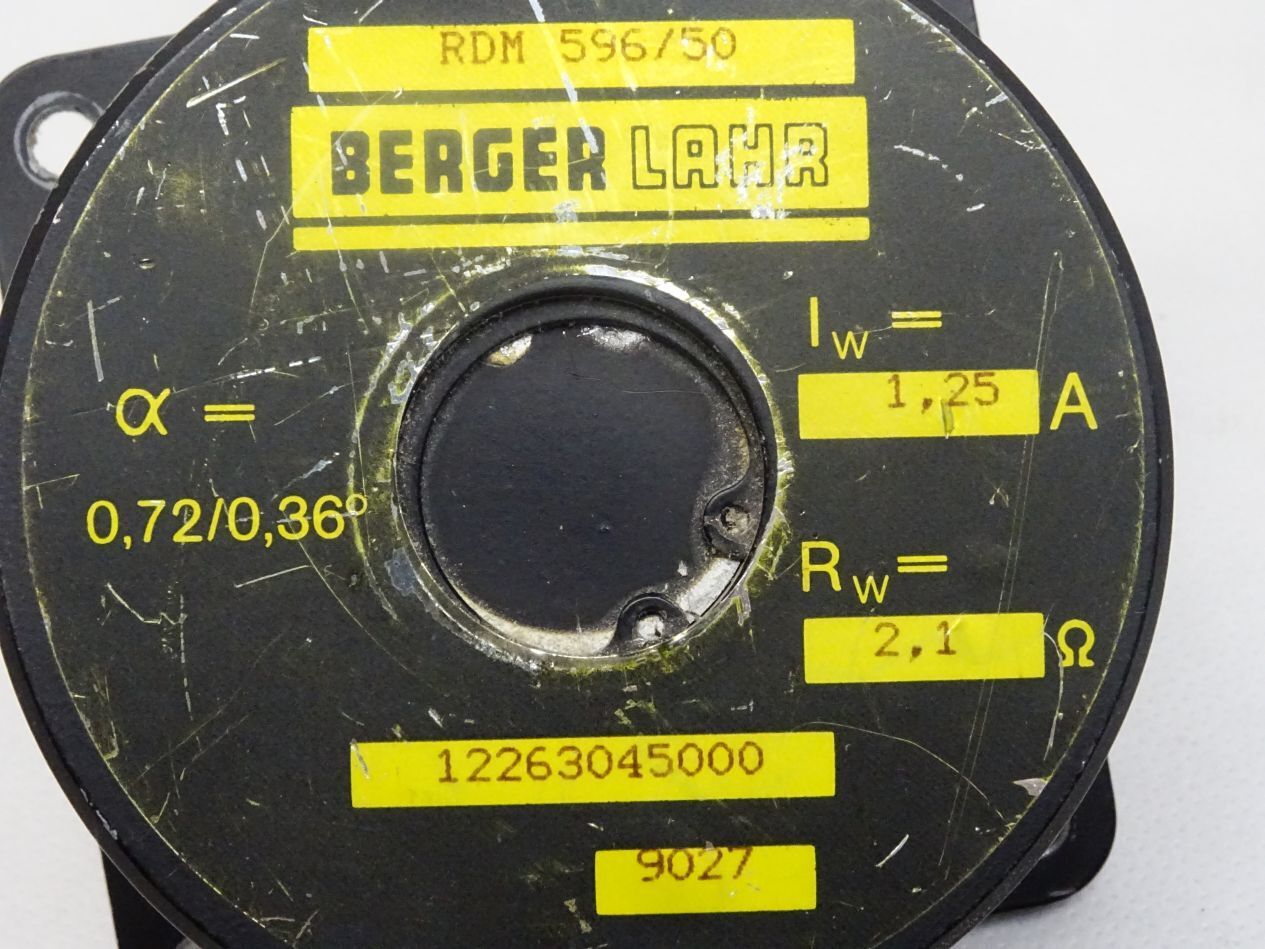 RDM 596/50
BERGER LAHR
I_W =
1,25 A
α =
0,72/0,36°
R_W =
2,1 Ω
12263045000
9027